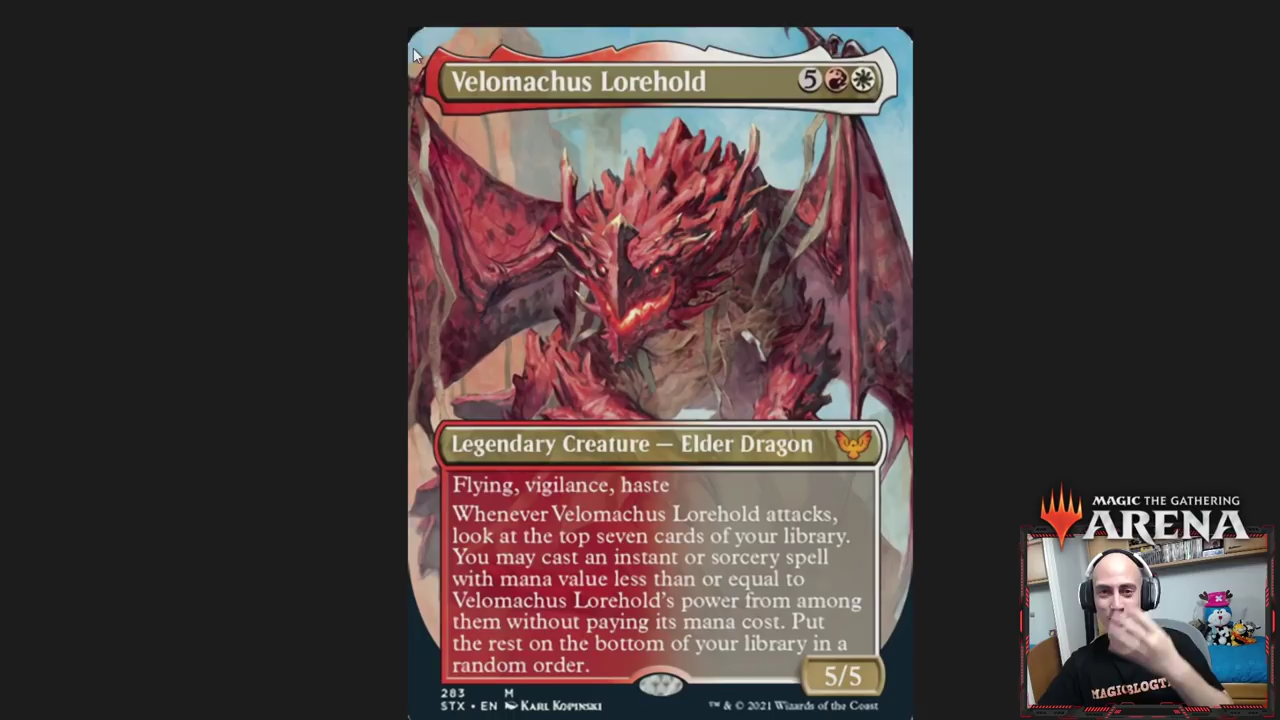 Velomachus Lorehold 5
Legendary Creature — Elder Dragon
Flying, vigilance, haste
Whenever Velomachus Lorehold attacks,
look at the top seven cards of your library.
You may cast an instant or sorcery spell
with mana value less than or equal to
Velomachus Lorehold's power from among
them without paying its mana cost. Put
the rest on the bottom of your library in a
random order.
5/5
283 M
STX • EN Karl Kopinski
™ & © 2021 Wizards of the Coast
MAGIC THE GATHERING
ARENA